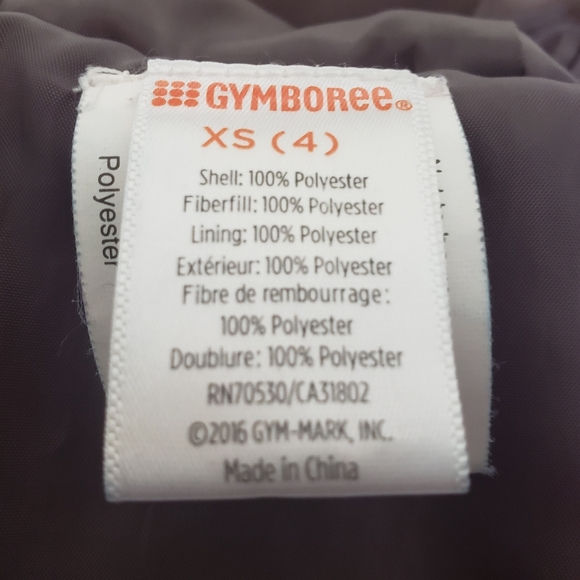 GYMBOREE®
XS (4)
Shell: 100% Polyester
Fiberfill: 100% Polyester
Lining: 100% Polyester
Extérieur: 100% Polyester
Fibre de rembourrage:
100% Polyester
Doublure: 100% Polyester
RN70530/CA31802
©2016 GYM-MARK, INC.
Made in China
Polyester